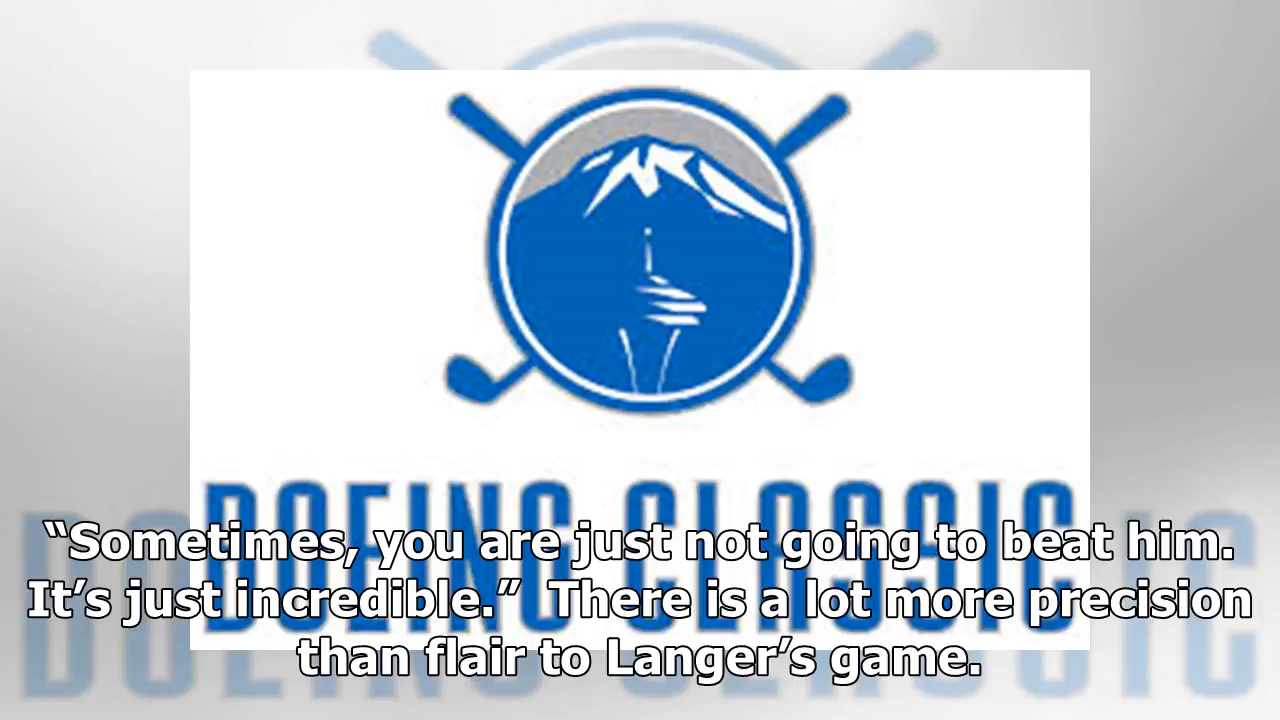 BOEING CLASSIC
“Sometimes, you are just not going to beat him.
It’s just incredible.”  There is a lot more precision
than flair to Langer’s game.